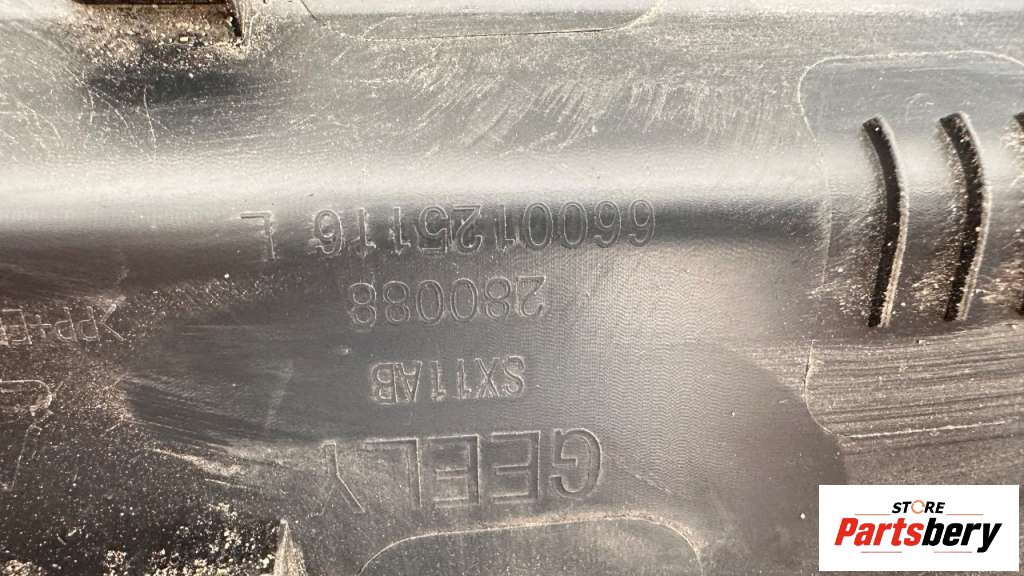 GEELY
SX11AB
280088
6600125116 L
STORE
Partsbery